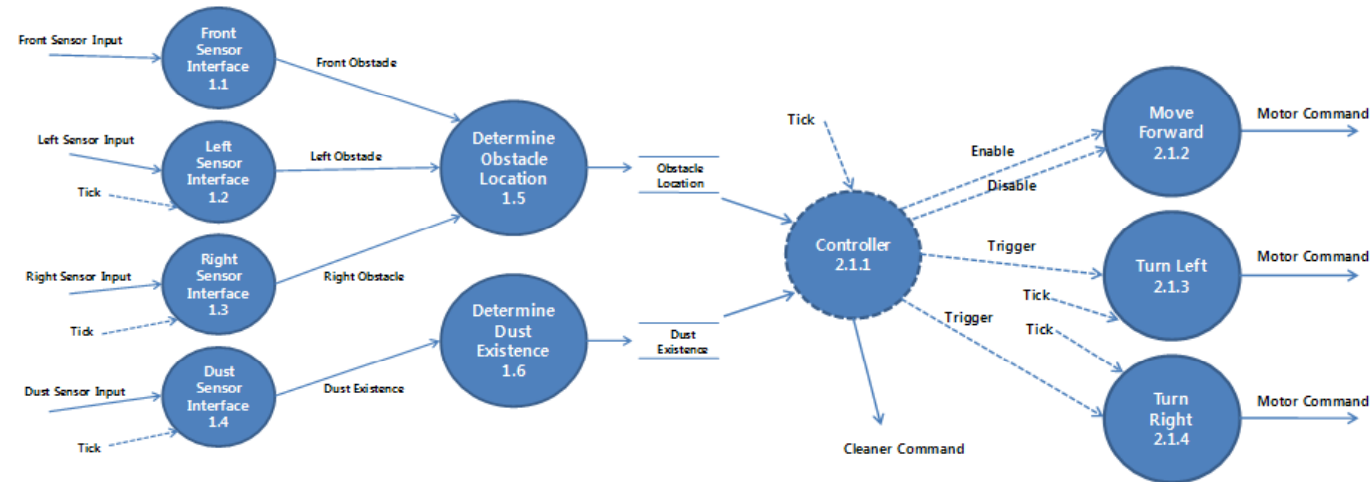 Front Sensor Input
Front
Sensor
Interface
1.1
Front Obstade
Left Sensor Input
Tick
Left
Sensor
Interface
1.2
Left Obstade
Right Sensor Input
Tick
Right
Sensor
Interface
1.3
Right Obstacle
Dust Sensor Input
Tick
Dust
Sensor
Interface
1.4
Dust Existence
Determine
Obstacle
Location
1.5
Determine
Dust
Existence
1.6
Obstacle
Location
Dust
Existence
Tick
Controller
2.1.1
Cleaner Command
Enable
Disable
Trigger
Tick
Trigger
Tick
Move
Forward
2.1.2
Motor Command
Turn Left
2.1.3
Motor Command
Turn
Right
2.1.4
Motor Command